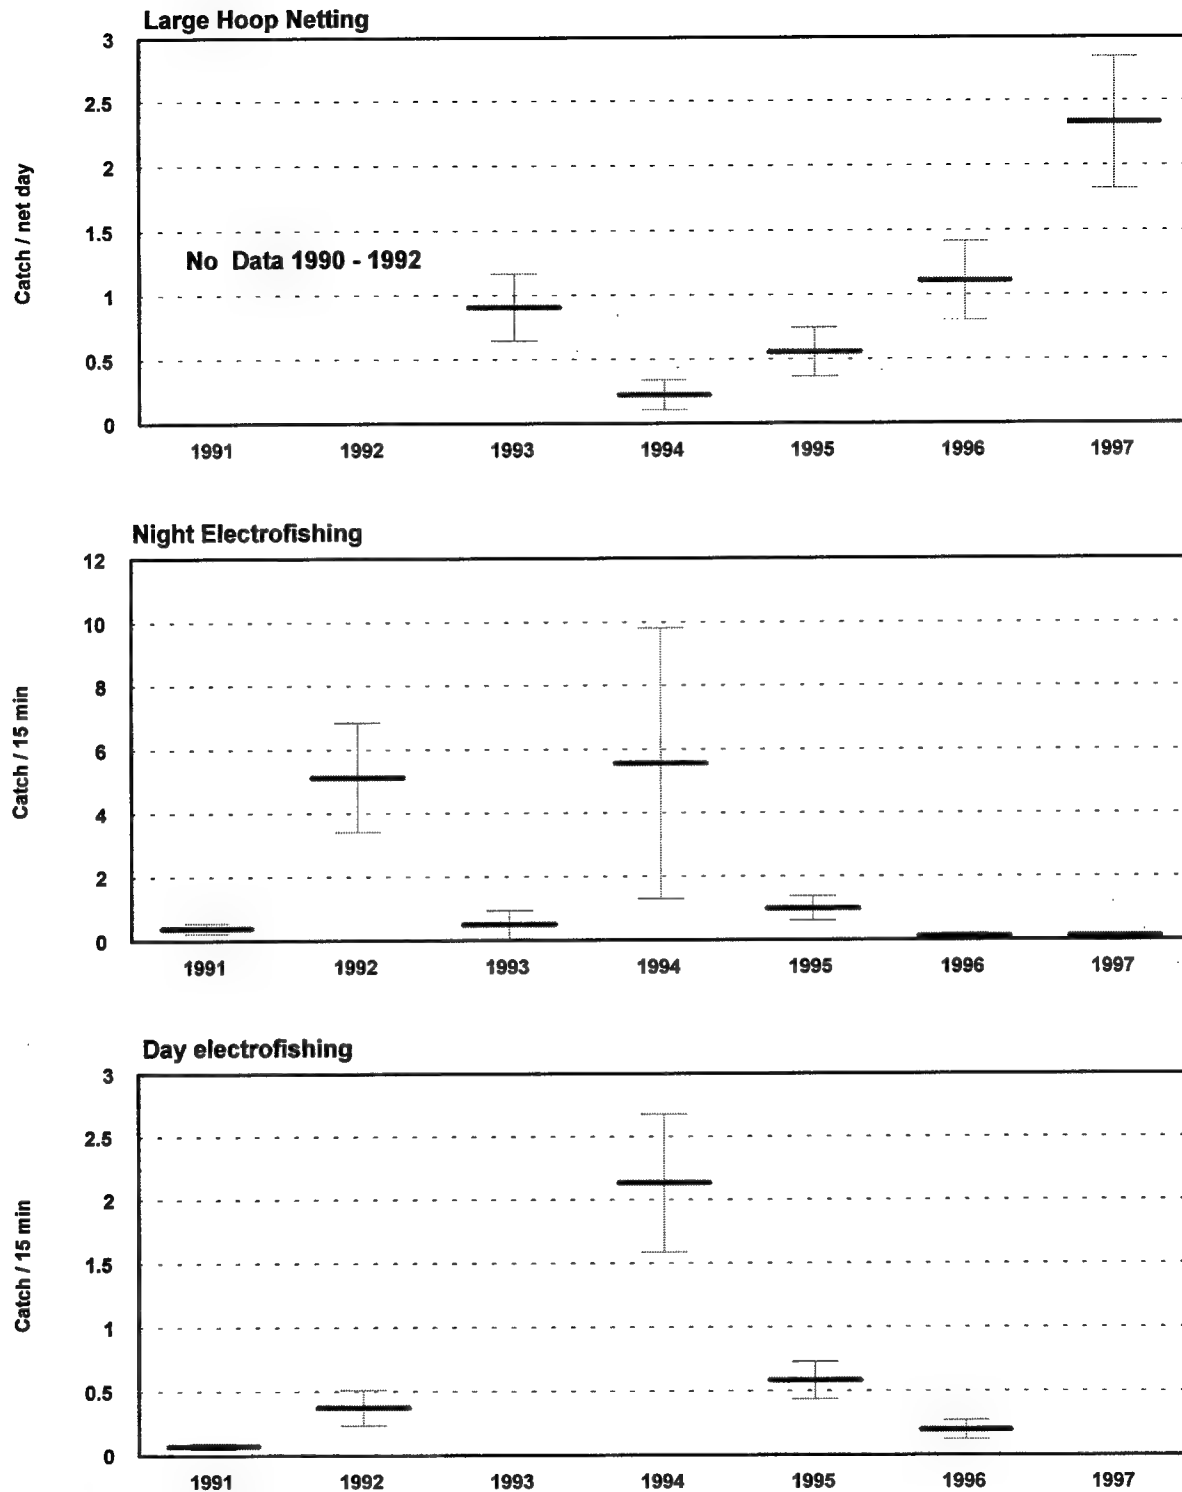 Large Hoop Netting
3
2.5
2
1.5
1
0.5
0
Catch / net day
No Data 1990 - 1992
1991 1992 1993 1994 1995 1996 1997
Night Electrofishing
12
10
8
6
4
2
0
Catch / 15 min
1991 1992 1993 1994 1995 1996 1997
Day electrofishing
3
2.5
2
1.5
1
0.5
0
Catch / 15 min
1991 1992 1993 1994 1995 1996 1997